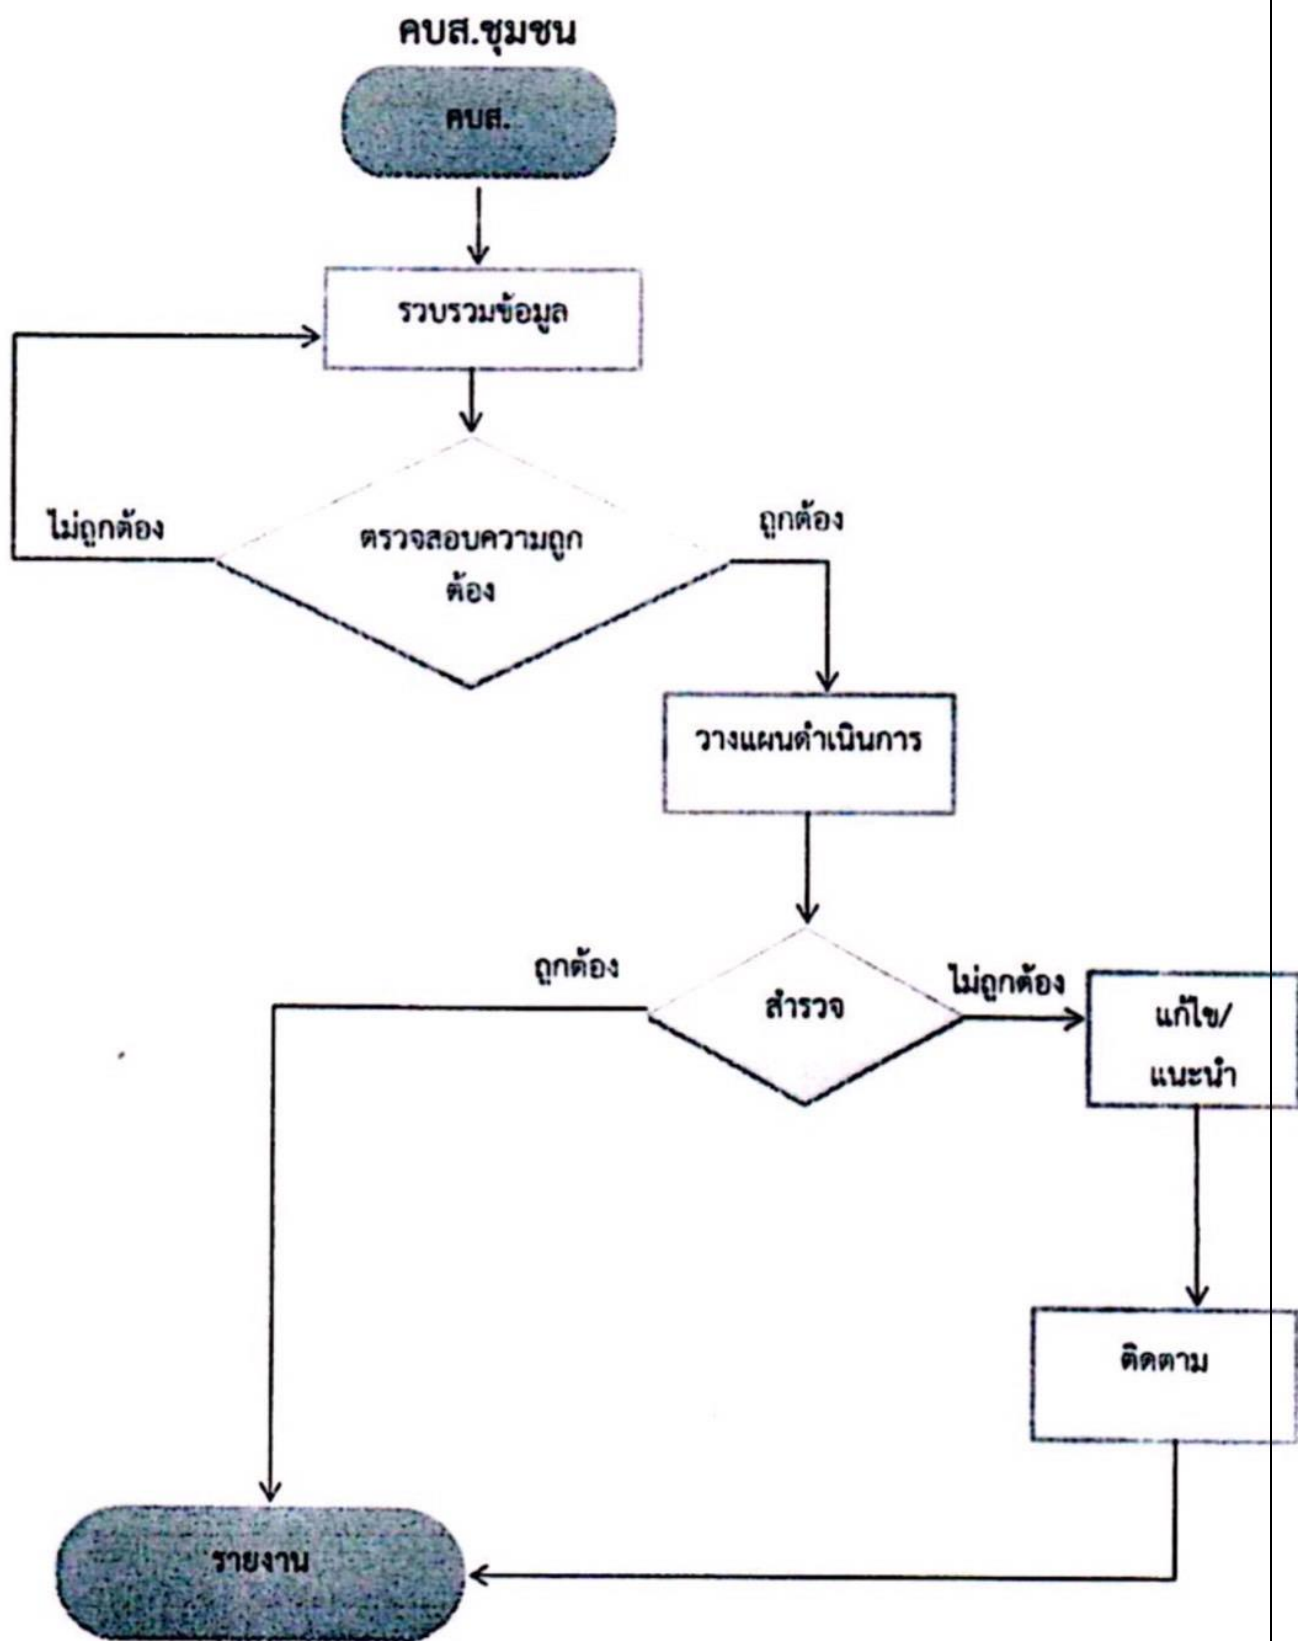 คบส.ชุมชน
คบส.
รวบรวมข้อมูล
ไม่ถูกต้อง
ตรวจสอบความถูก
ต้อง
ถูกต้อง
วางแผนดำเนินการ
ถูกต้อง
สำรวจ
ไม่ถูกต้อง
แก้ไข/
แนะนำ
ติดตาม
รายงาน